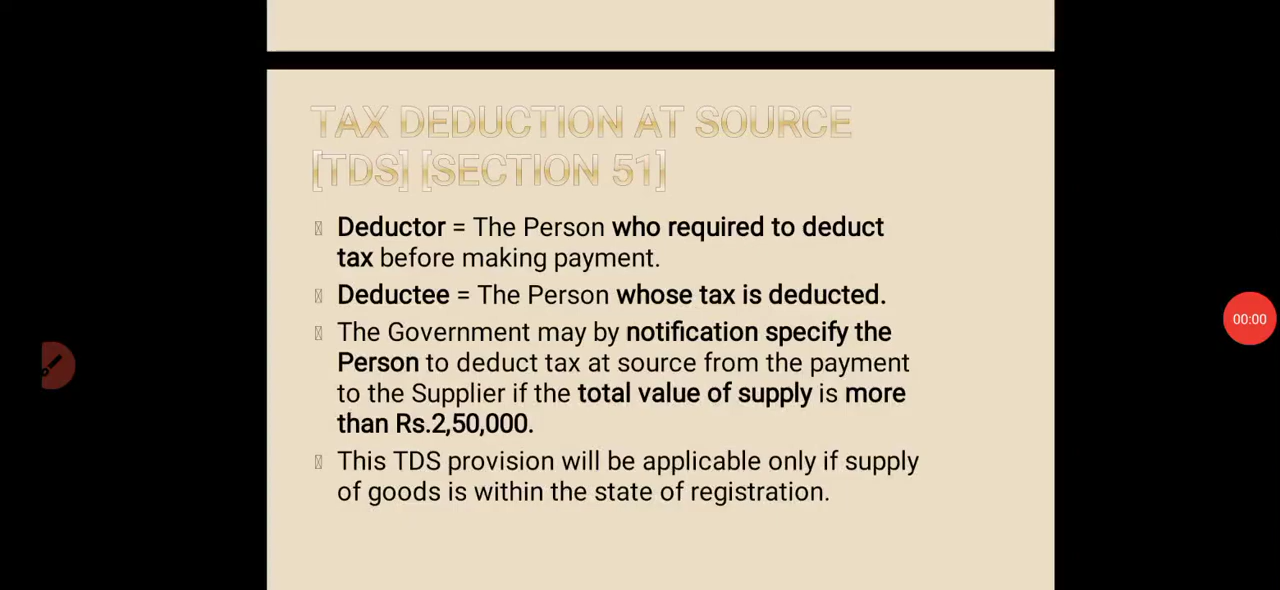 TAX DEDUCTION AT SOURCE
[TDS] [SECTION 51]
Deductor = The Person who required to deduct
tax before making payment.
Deductee = The Person whose tax is deducted.
The Government may by notification specify the
Person to deduct tax at source from the payment
to the Supplier if the total value of supply is more
than Rs.2,50,000.
This TDS provision will be applicable only if supply
of goods is within the state of registration.
00:00